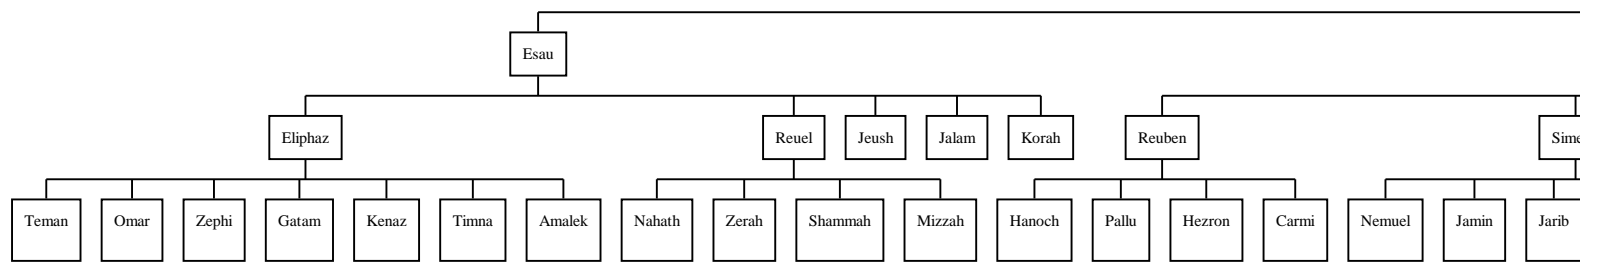 Esau
Eliphaz Reuel Jeush Jalam Korah Reuben Sime
Teman Omar Zephi Gatam Kenaz Timna Amalek Nahath Zerah Shammah Mizzah Hanoch Pallu Hezron Carmi Nemuel Jamin Jarib